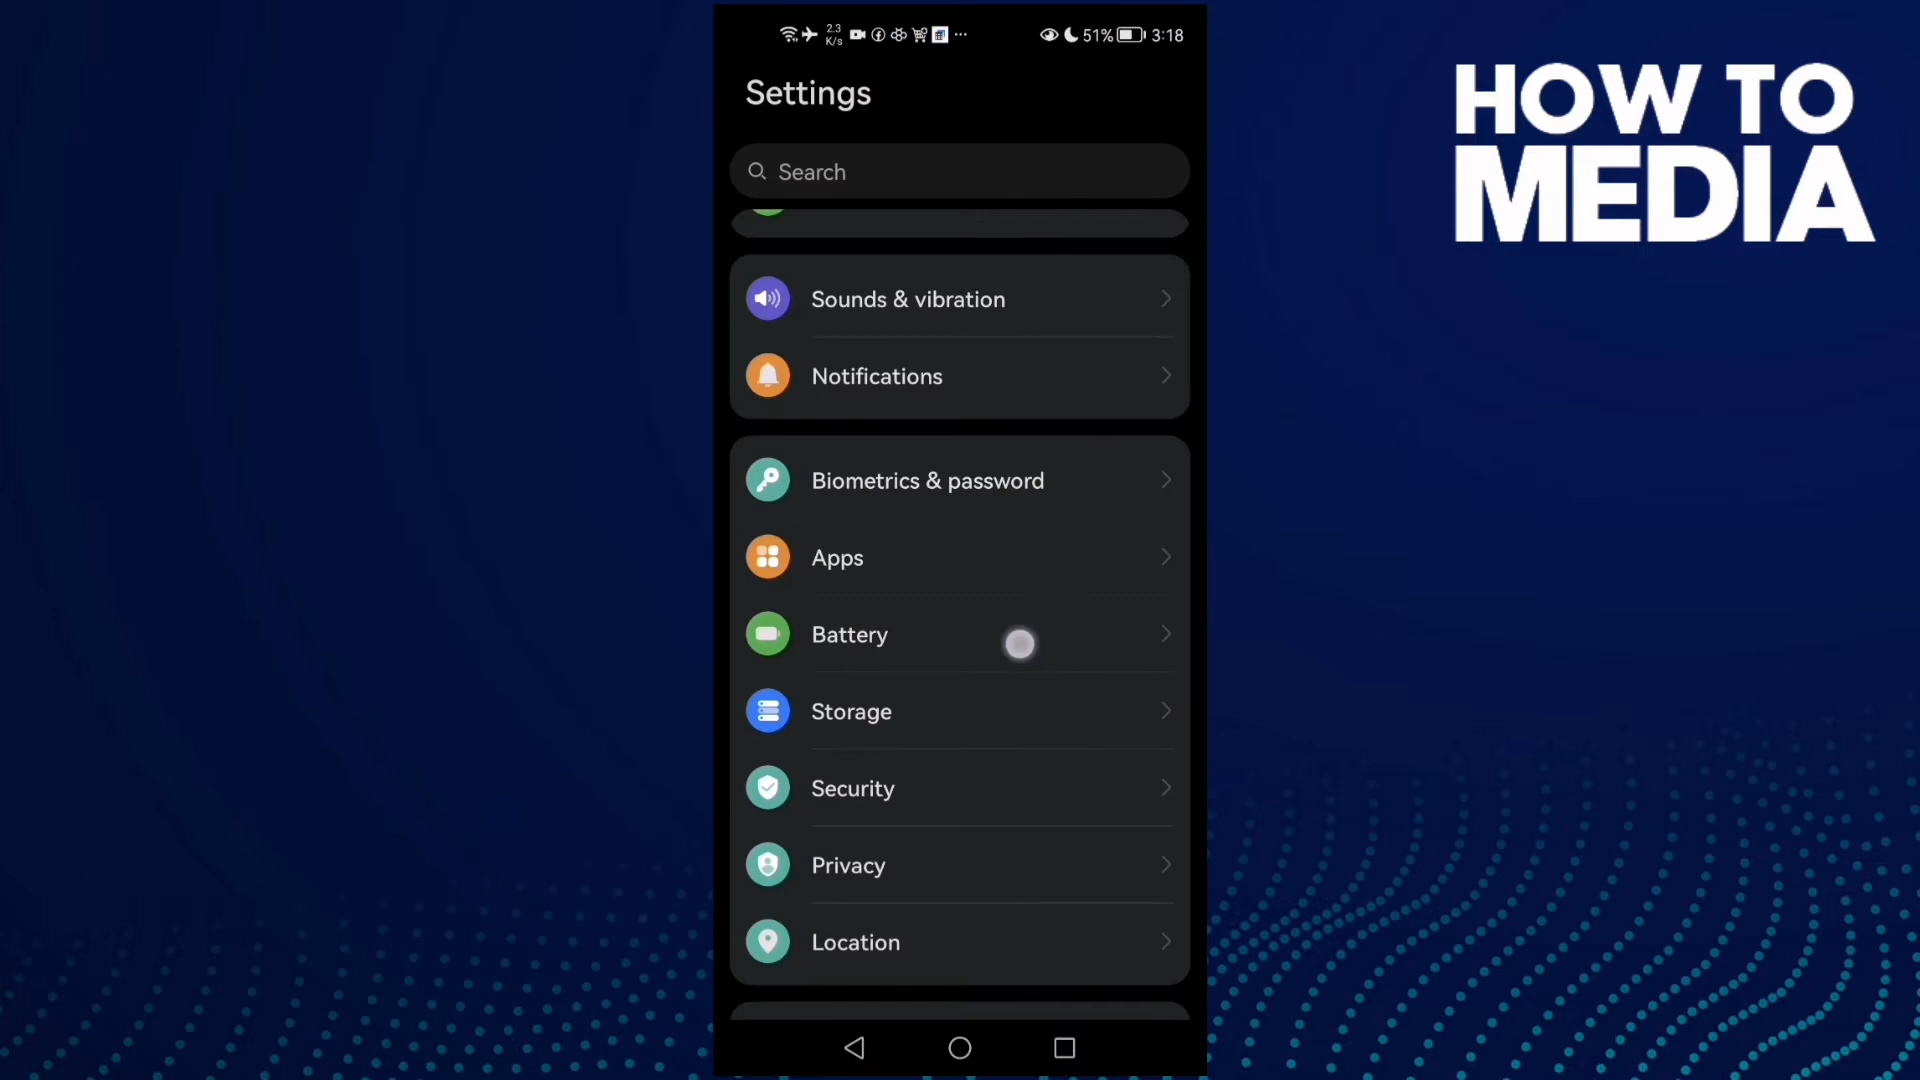 2.3
K/s
51%
3:18
HOW TO
MEDIA
Settings
Search
Sounds & vibration
Notifications
Biometrics & password
Apps
Battery
Storage
Security
Privacy
Location